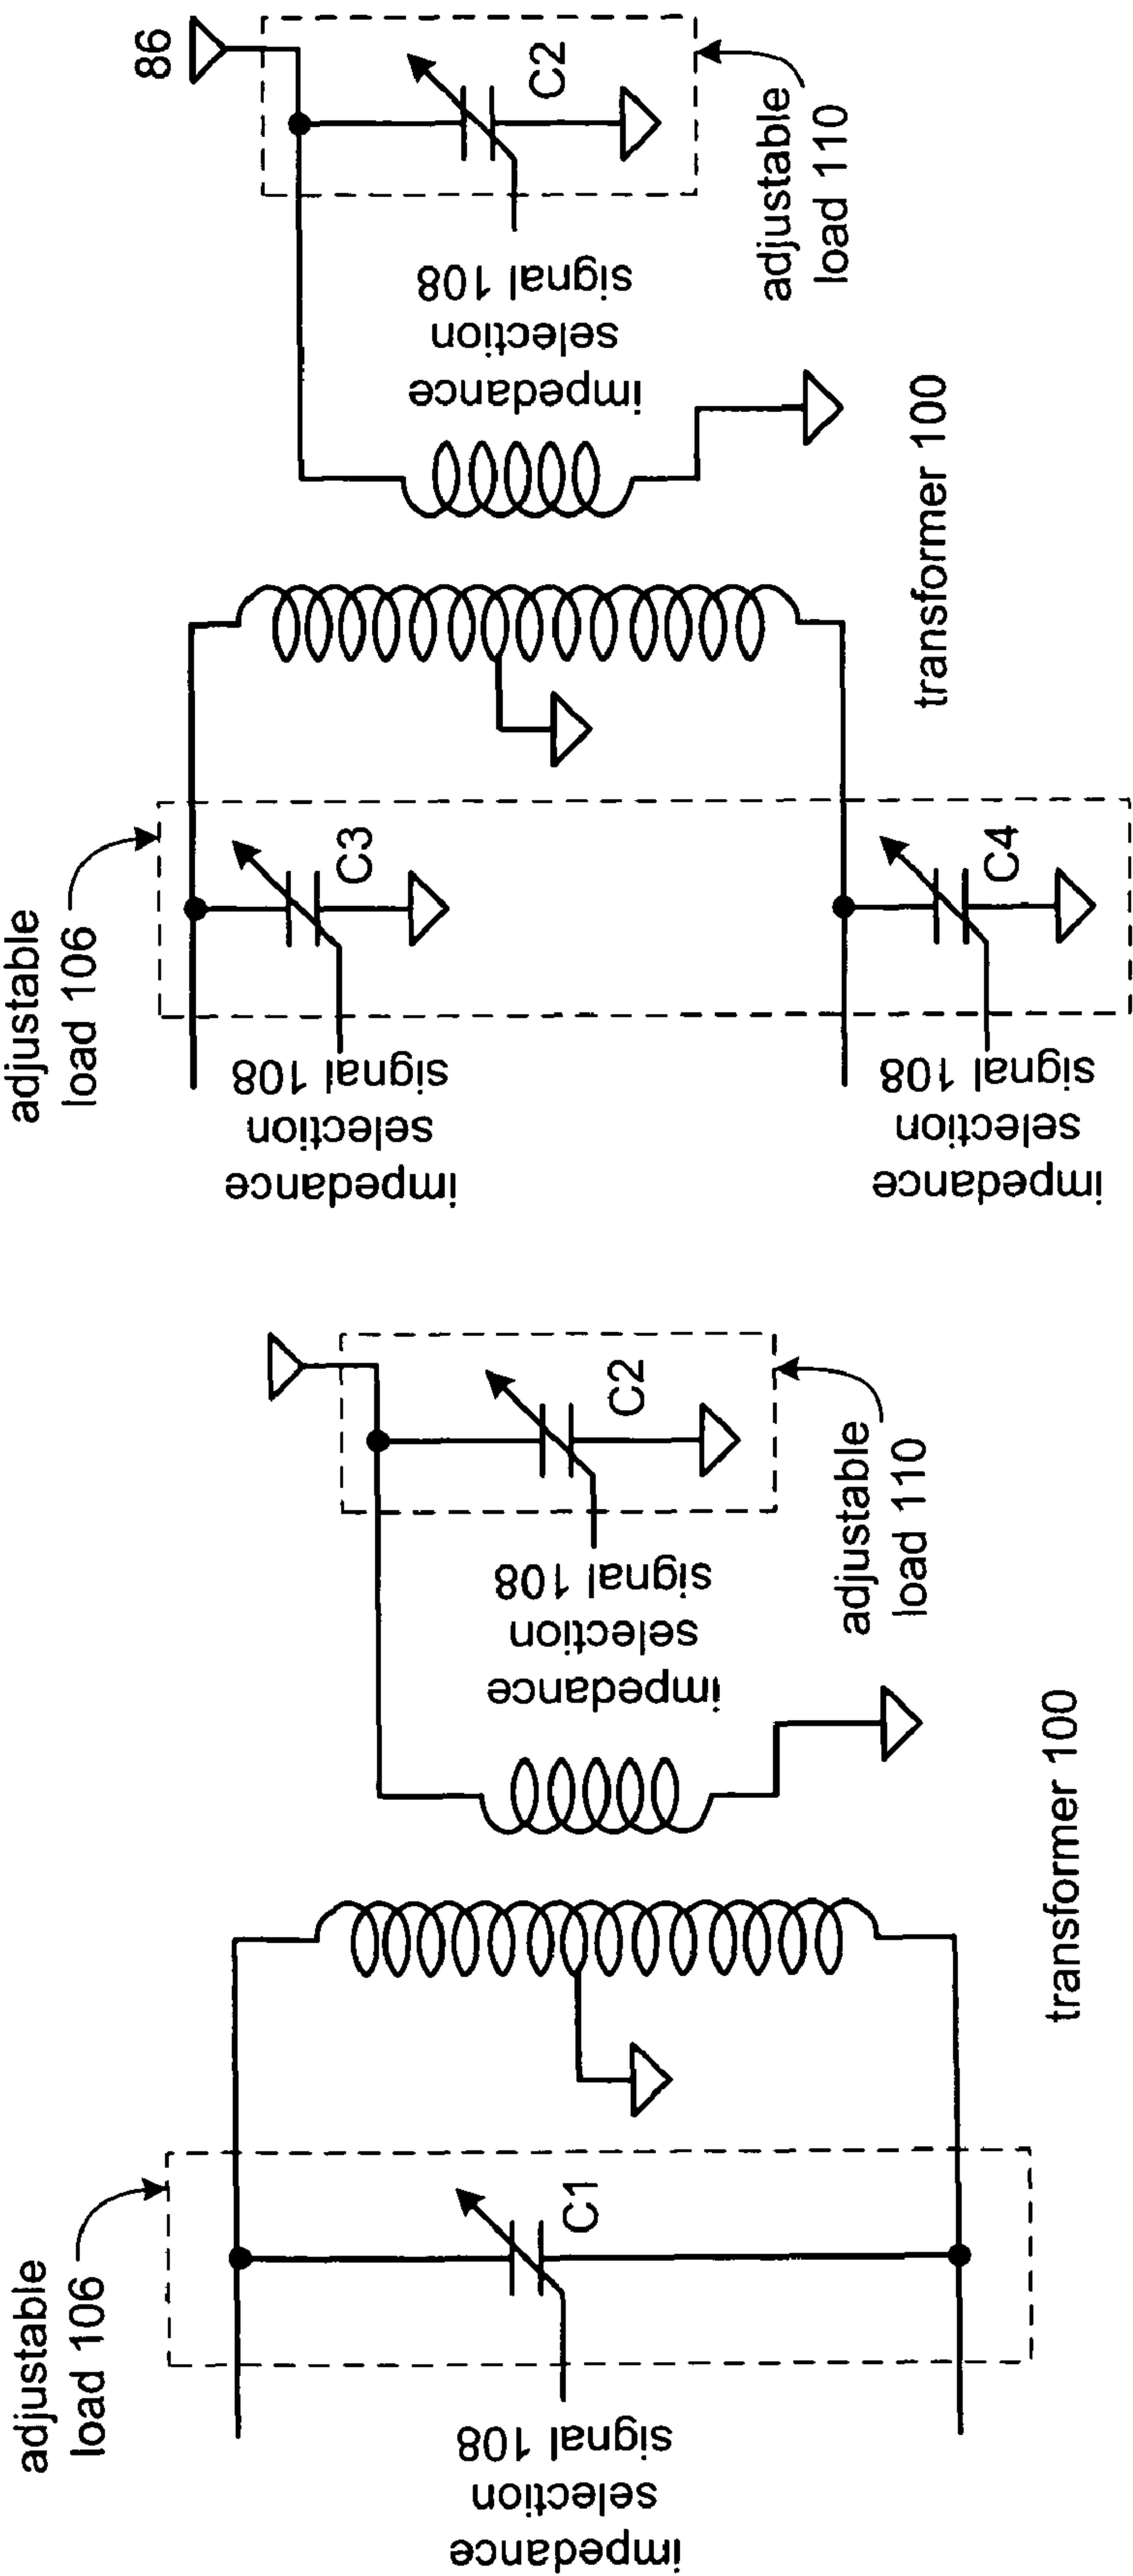 adjustable
load 106
C1
impedance
selection
signal 108
transformer 100
C2
impedance
selection
signal 108
adjustable
load 110
adjustable
load 106
C3
impedance
selection
signal 108
C4
impedance
selection
signal 108
transformer 100
86
C2
impedance
selection
signal 108
adjustable
load 110